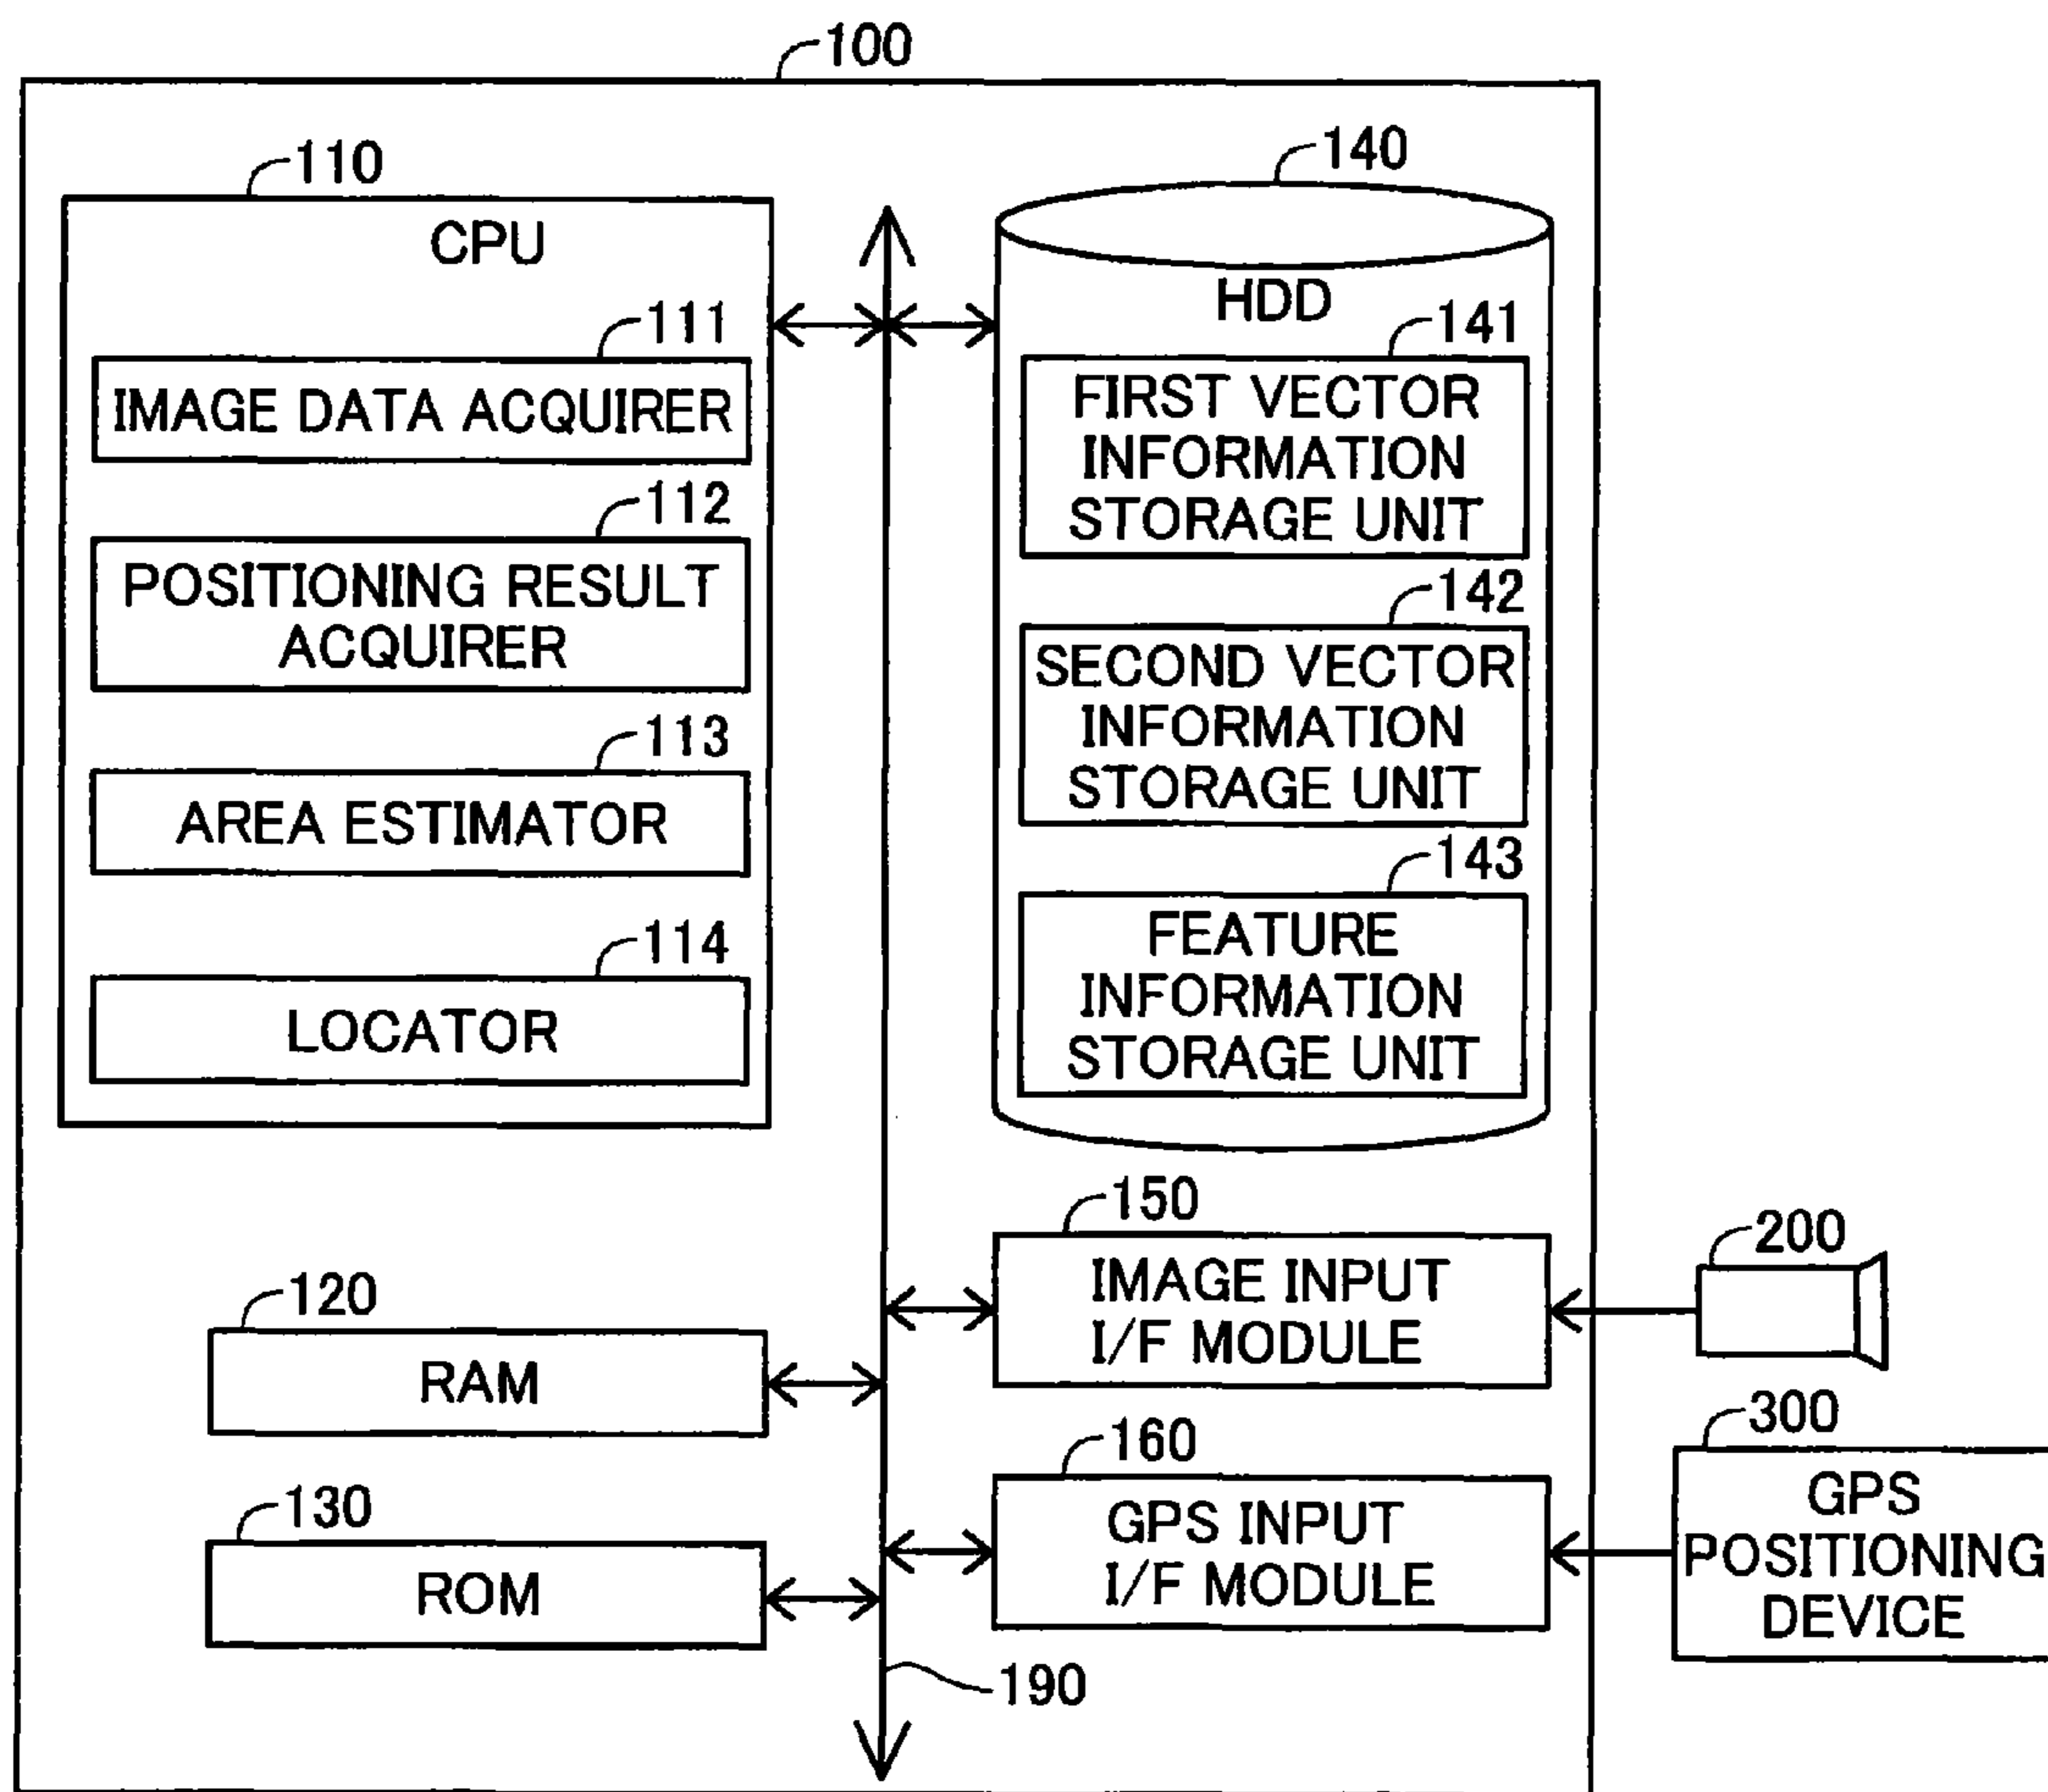 100
110
CPU
111
IMAGE DATA ACQUIRER
112
POSITIONING RESULT
ACQUIRER
113
AREA ESTIMATOR
114
LOCATOR
140
HDD
141
FIRST VECTOR
INFORMATION
STORAGE UNIT
142
SECOND VECTOR
INFORMATION
STORAGE UNIT
143
FEATURE
INFORMATION
STORAGE UNIT
120
RAM
130
ROM
150
IMAGE INPUT
I/F MODULE
160
GPS INPUT
I/F MODULE
190
200
300
GPS
POSITIONING
DEVICE